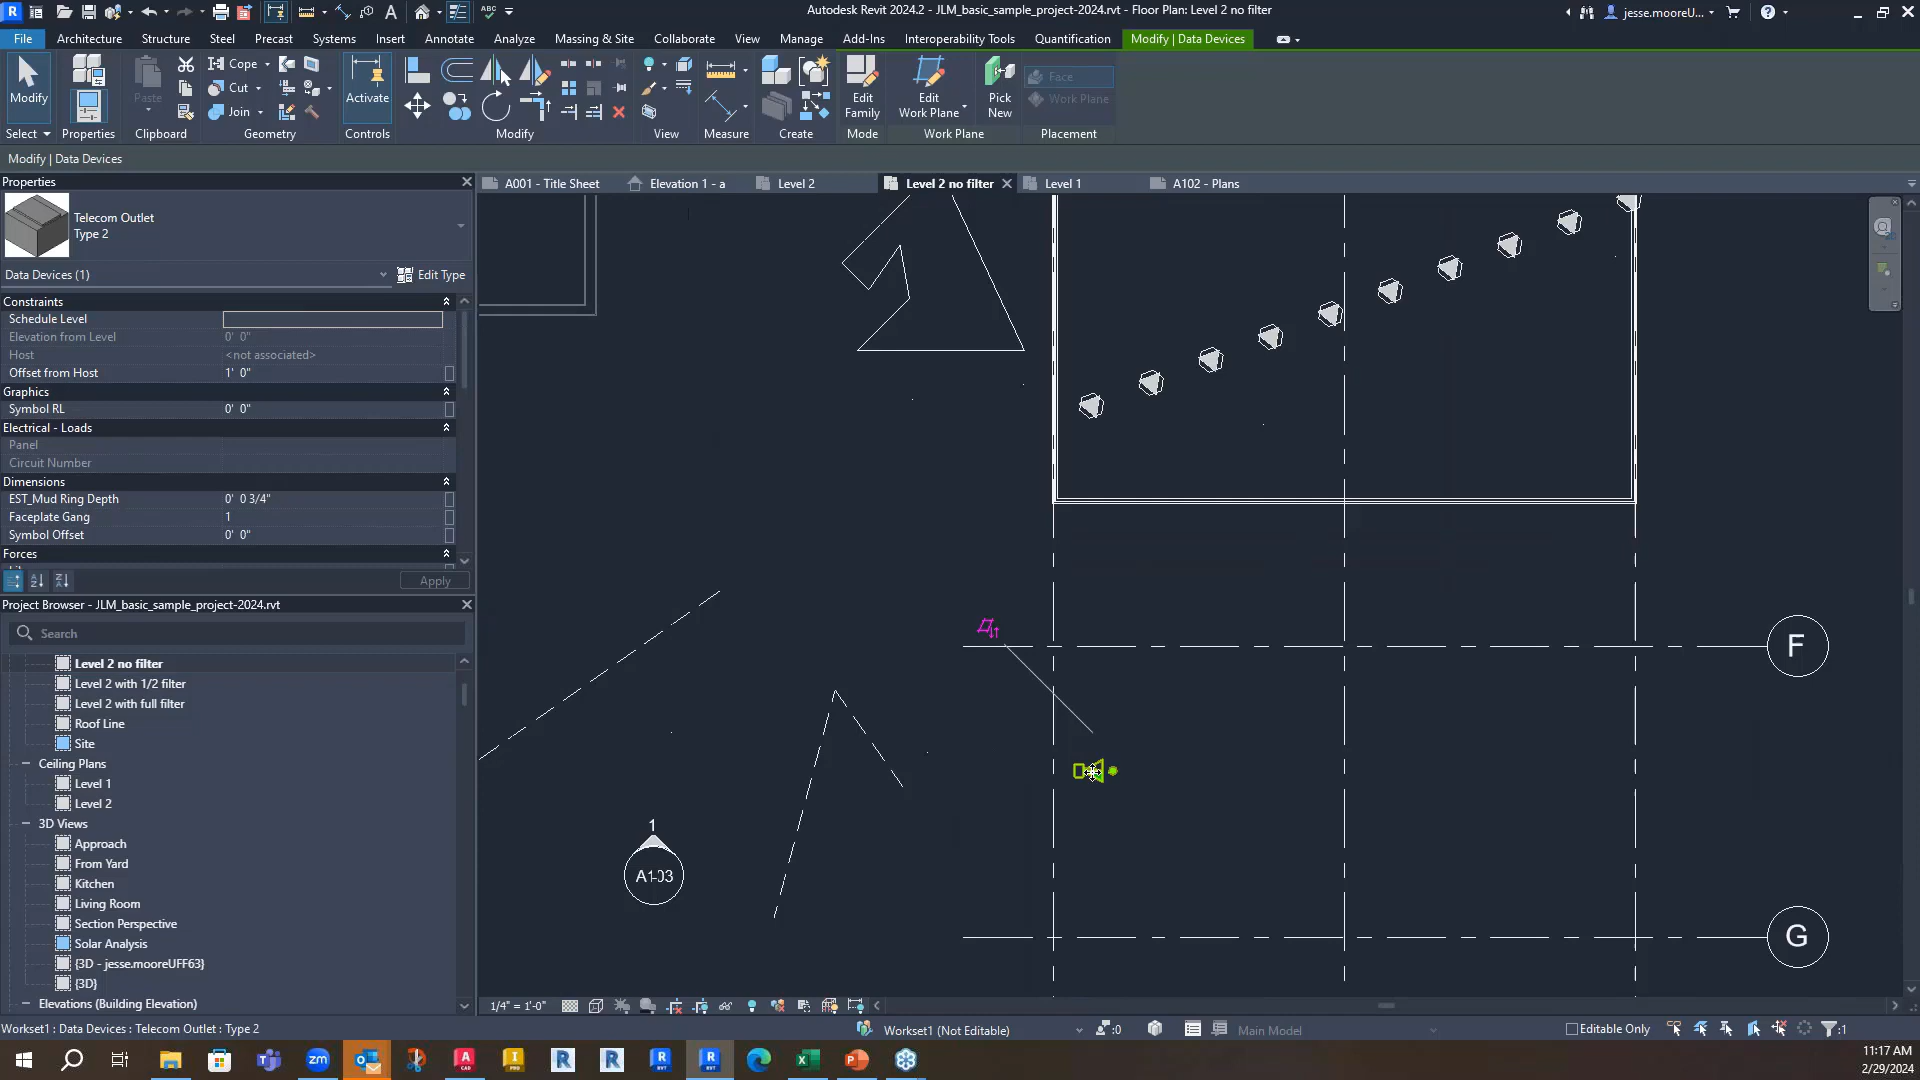 Autodesk Revit 2024.2 - JLM_basic_sample_project-2024.rvt - Floor Plan: Level 2 no filter
jesse.mooreU...
File Architecture Structure Steel Precast Systems Insert Annotate Analyze Massing & Site Collaborate View Manage Add-Ins Interoperability Tools Quantification Modify | Data Devices
Modify
Paste
Cope
Cut
Join
Activate
Edit Family
Edit Work Plane
Pick New
Face
Work Plane
Select Properties Clipboard Geometry Controls Modify View Measure Create Mode Work Plane Placement
Modify | Data Devices
Properties
A001 - Title Sheet Elevation 1 - a Level 2 Level 2 no filter Level 1 A102 - Plans
Telecom Outlet
Type 2
Data Devices (1) Edit Type
Constraints
Schedule Level
Elevation from Level 0' 0"
Host <not associated>
Offset from Host 1' 0"
Graphics
Symbol RL 0' 0"
Electrical - Loads
Panel
Circuit Number
Dimensions
EST_Mud Ring Depth 0' 0 3/4"
Faceplate Gang 1
Symbol Offset 0' 0"
Forces
Apply
Project Browser - JLM_basic_sample_project-2024.rvt
Search
Level 2 no filter
Level 2 with 1/2 filter
Level 2 with full filter
Roof Line
Site
Ceiling Plans
Level 1
Level 2
3D Views
Approach
From Yard
Kitchen
Living Room
Section Perspective
Solar Analysis
{3D - jesse.mooreUFF63}
{3D}
Elevations (Building Elevation)
F
1
A103
G
1/4" = 1'-0"
Workset1 : Data Devices : Telecom Outlet : Type 2
Workset1 (Not Editable)
:0
Main Model
Editable Only
:1
11:17 AM
2/29/2024